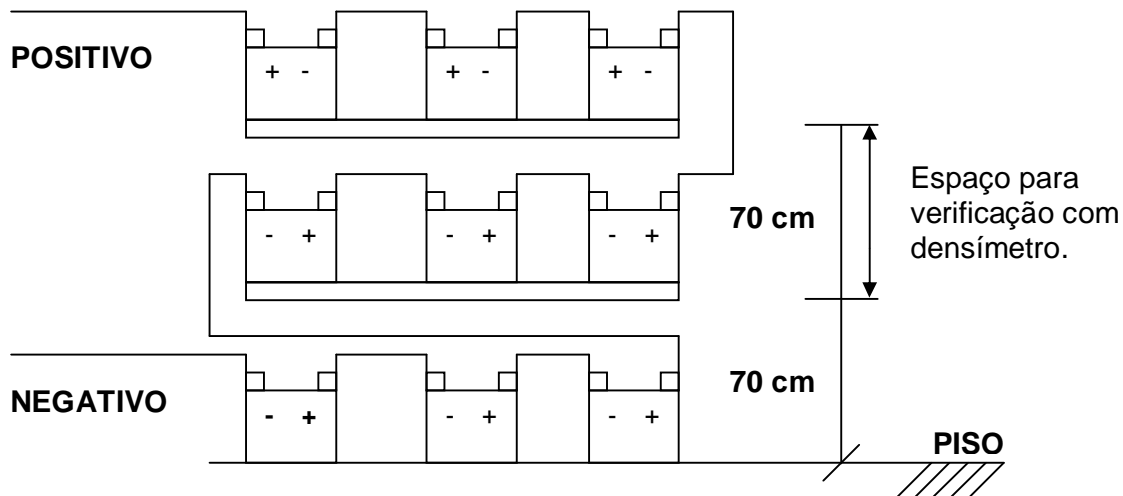 POSITIVO
+ - + - + -
Espaço para
verificação com
densímetro.
70 cm
- + - + - +
70 cm
NEGATIVO
- + - + - +
PISO